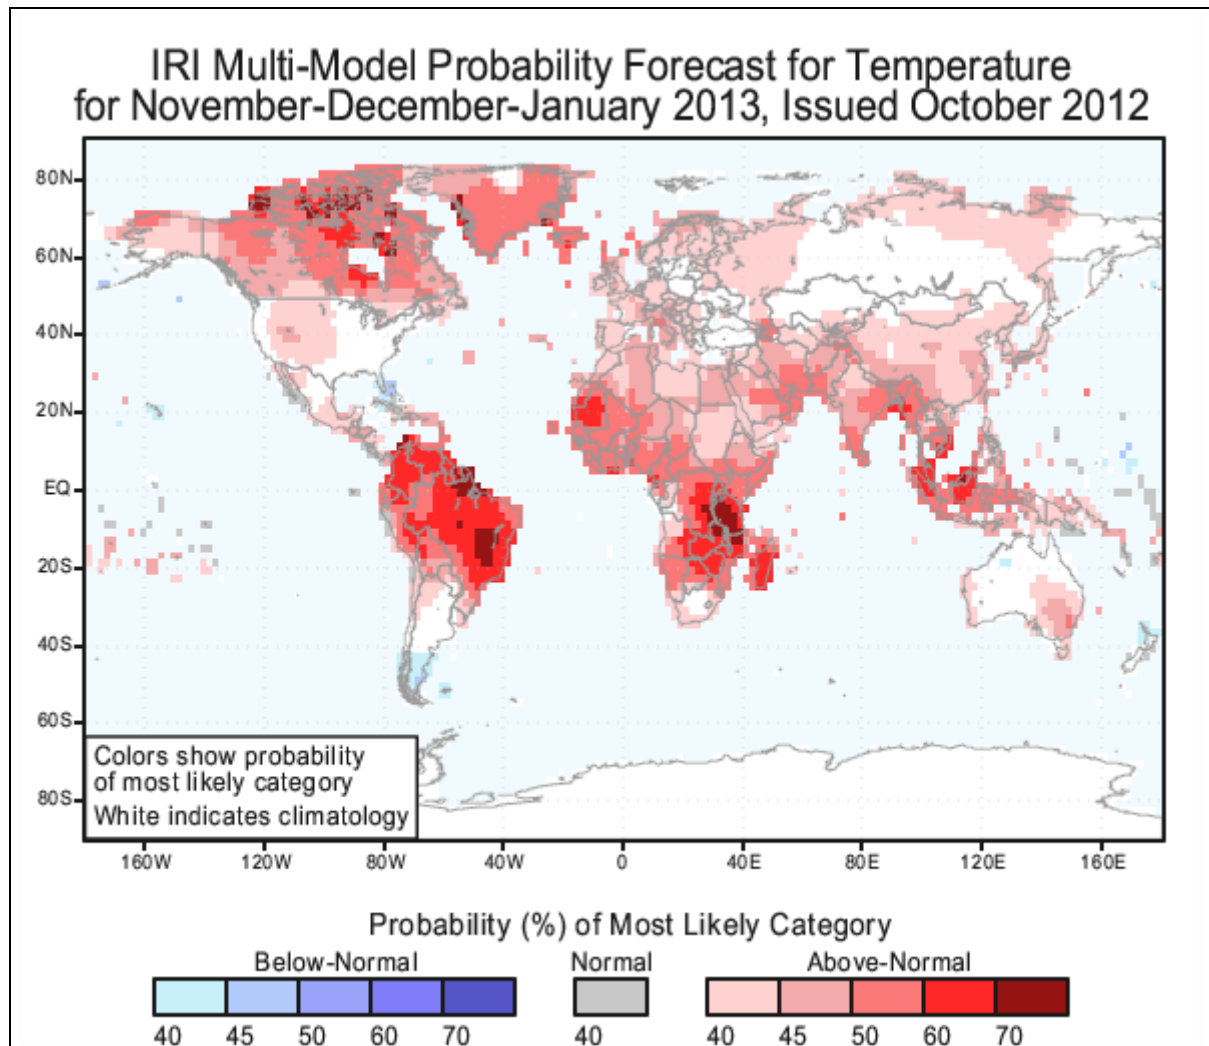 IRI Multi-Model Probability Forecast for Temperature
for November-December-January 2013, Issued October 2012
80N
60N
40N
20N
EQ
20S
40S
60S
80S
Colors show probability
of most likely category
White indicates climatology
160W 120W 80W 40W 0 40E 80E 120E 160E
Probability (%) of Most Likely Category
Below-Normal Normal Above-Normal
40 45 50 60 70 40 40 45 50 60 70